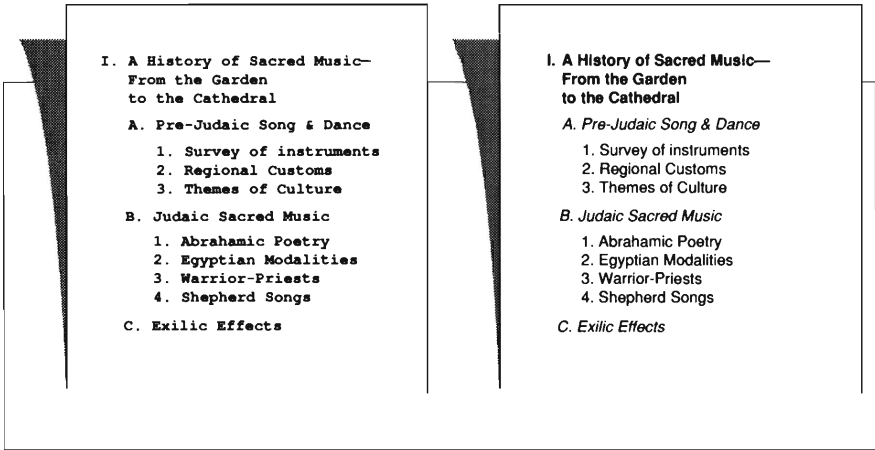 I. A History of Sacred Music—
From the Garden
to the Cathedral
A. Pre-Judaic Song & Dance
1. Survey of instruments
2. Regional Customs
3. Themes of Culture
B. Judaic Sacred Music
1. Abrahamic Poetry
2. Egyptian Modalities
3. Warrior-Priests
4. Shepherd Songs
C. Exilic Effects
I. A History of Sacred Music—
From the Garden
to the Cathedral
A. Pre-Judaic Song & Dance
1. Survey of instruments
2. Regional Customs
3. Themes of Culture
B. Judaic Sacred Music
1. Abrahamic Poetry
2. Egyptian Modalities
3. Warrior-Priests
4. Shepherd Songs
C. Exilic Effects